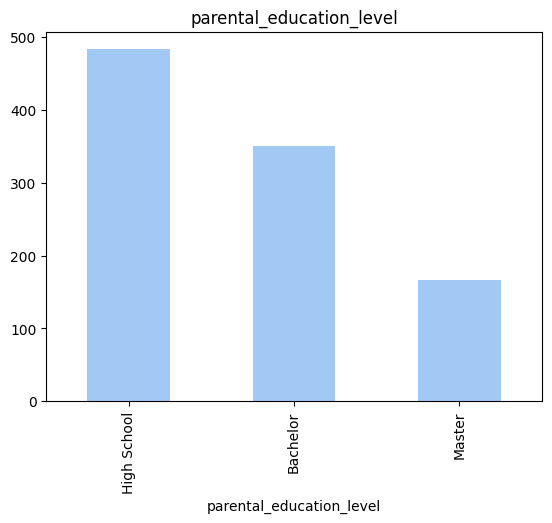 parental_education_level
500
400
300
200
100
0
High School
Bachelor
Master
parental_education_level